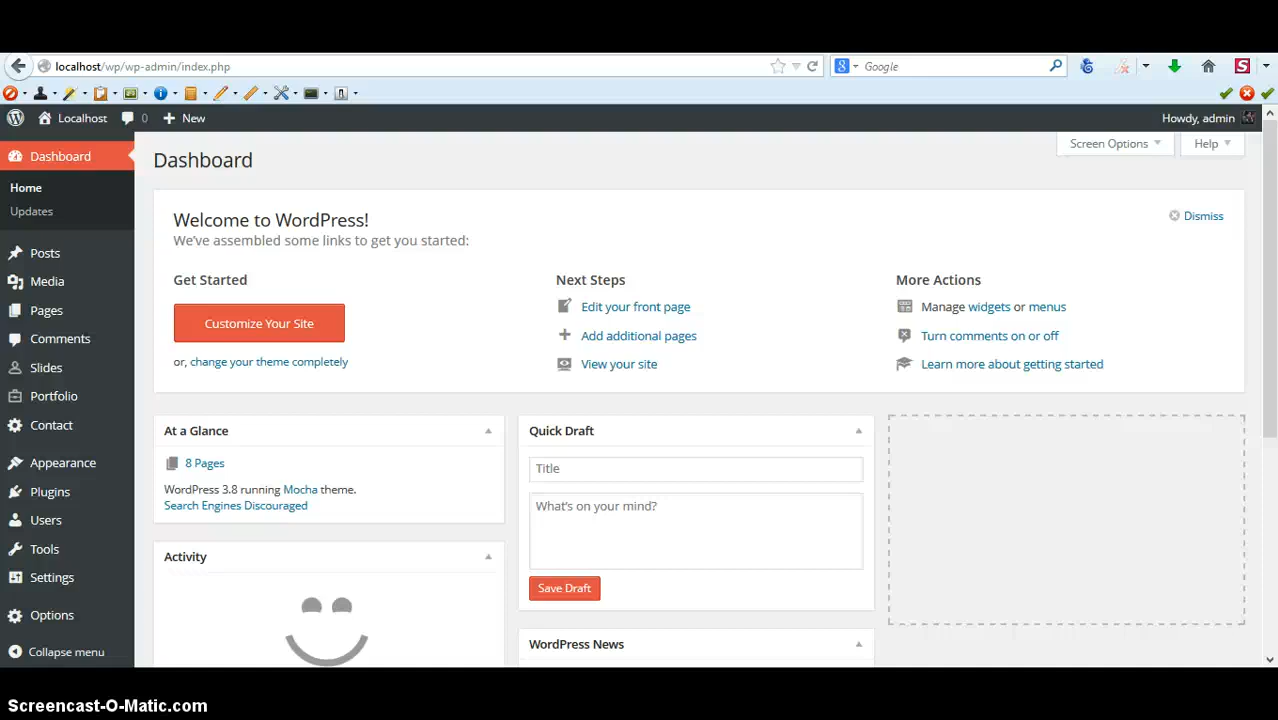 localhost/wp/wp-admin/index.php
Google
Localhost
0
New
Howdy, admin
Dashboard
Home
Updates
Posts
Media
Pages
Comments
Slides
Portfolio
Contact
Appearance
Plugins
Users
Tools
Settings
Options
Collapse menu
Dashboard
Screen Options
Help
Welcome to WordPress!
We've assembled some links to get you started:
Dismiss
Get Started
Customize Your Site
or, change your theme completely
Next Steps
Edit your front page
Add additional pages
View your site
More Actions
Manage widgets or menus
Turn comments on or off
Learn more about getting started
At a Glance
8 Pages
WordPress 3.8 running Mocha theme.
Search Engines Discouraged
Activity
Quick Draft
Title
What's on your mind?
Save Draft
WordPress News
Screencast-O-Matic.com